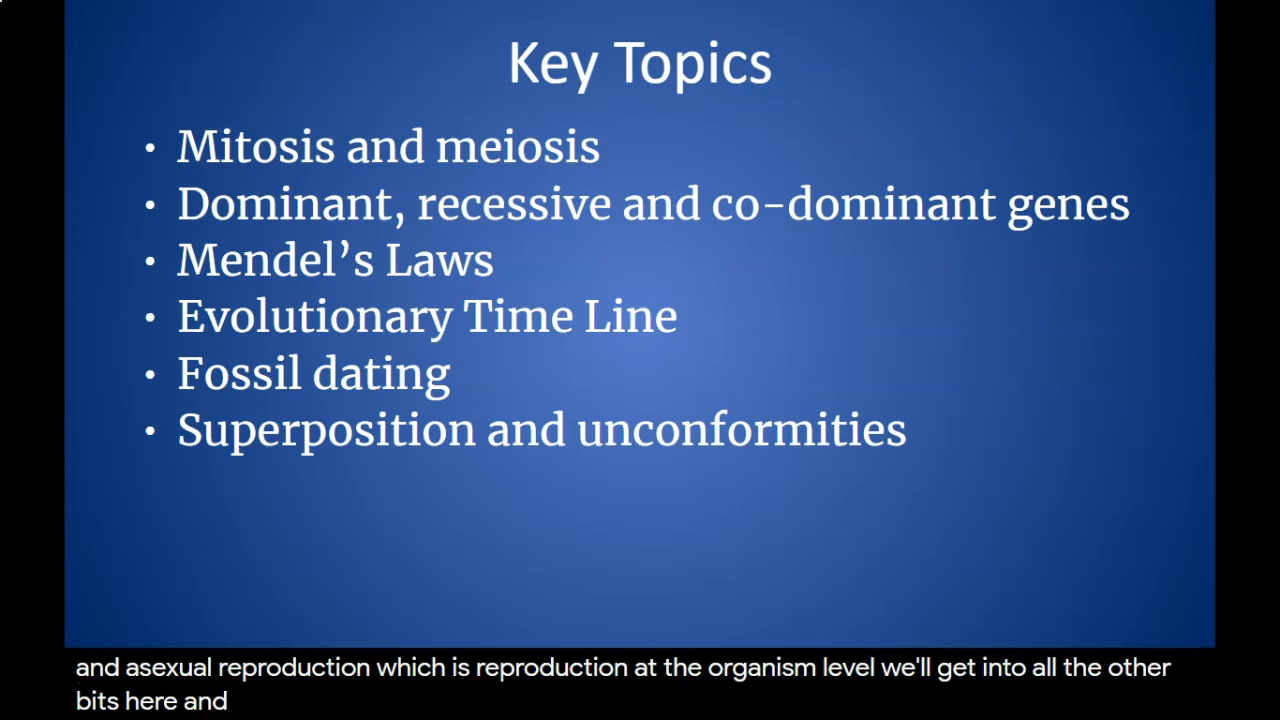 Key Topics
• Mitosis and meiosis
• Dominant, recessive and co-dominant genes
• Mendel’s Laws
• Evolutionary Time Line
• Fossil dating
• Superposition and unconformities
and asexual reproduction which is reproduction at the organism level we'll get into all the other
bits here and